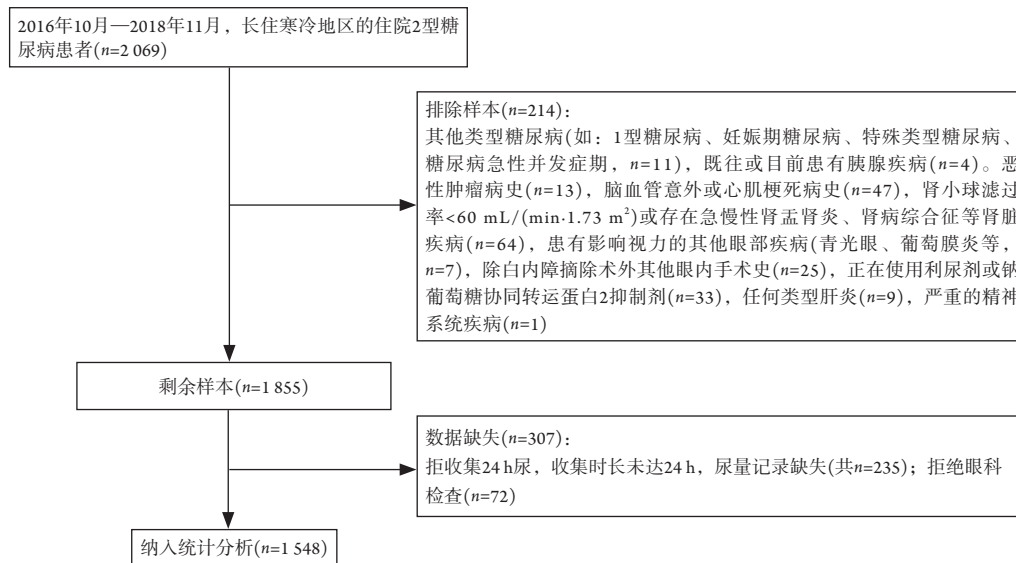 2016年10月—2018年11月，长住寒冷地区的住院2型糖
尿病患者(n=2 069)
排除样本(n=214)：
其他类型糖尿病(如：1型糖尿病、妊娠期糖尿病、特殊类型糖尿病、
糖尿病急性并发症期，n=11)，既往或目前患有胰腺疾病(n=4)。恶
性肿瘤病史(n=13)，脑血管意外或心肌梗死病史(n=47)，肾小球滤过
率<60 mL/(min·1.73 m²)或存在急慢性肾盂肾炎、肾病综合征等肾脏
疾病(n=64)，患有影响视力的其他眼部疾病(青光眼、葡萄膜炎等，
n=7)，除白内障摘除术外其他眼内手术史(n=25)，正在使用利尿剂或钠
葡萄糖协同转运蛋白2抑制剂(n=33)，任何类型肝炎(n=9)，严重的精神
系统疾病(n=1)
剩余样本(n=1 855)
数据缺失(n=307)：
拒收集24 h尿，收集时长未达24 h，尿量记录缺失(共n=235)；拒绝眼科
检查(n=72)
纳入统计分析(n=1 548)